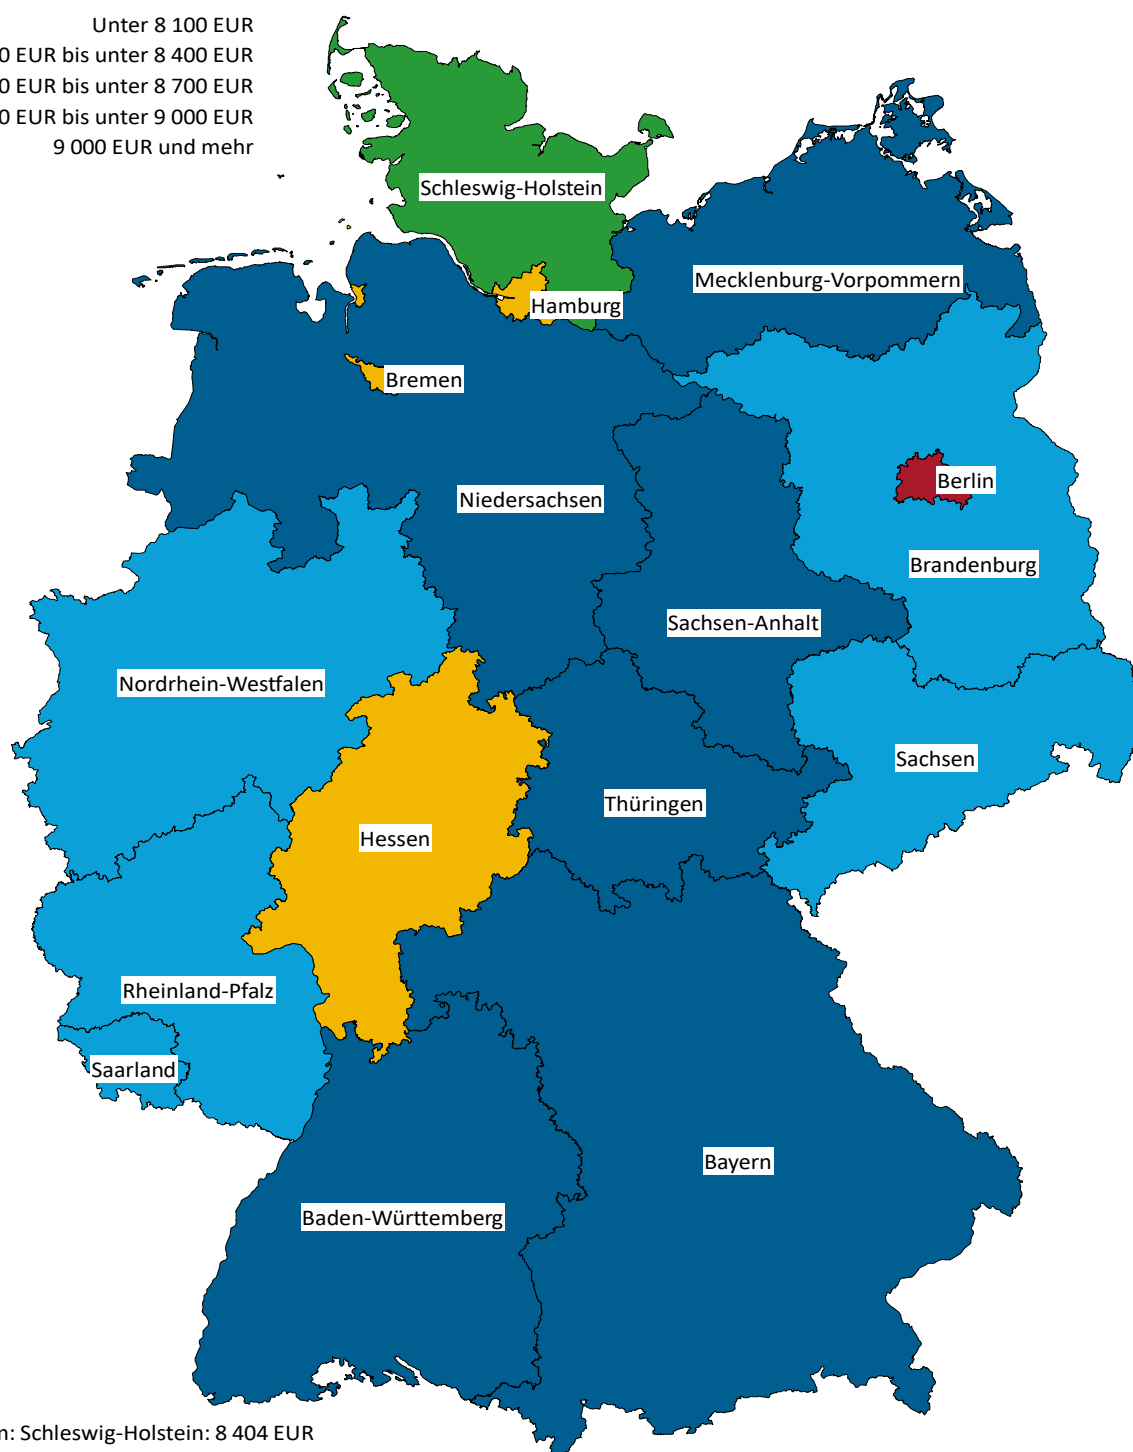 Unter 8 100 EUR
0 EUR bis unter 8 400 EUR
0 EUR bis unter 8 700 EUR
0 EUR bis unter 9 000 EUR
9 000 EUR und mehr
Schleswig-Holstein
Mecklenburg-Vorpommern
Hamburg
Bremen
Berlin
Niedersachsen
Brandenburg
Sachsen-Anhalt
Nordrhein-Westfalen
Sachsen
Thüringen
Hessen
Rheinland-Pfalz
Saarland
Bayern
Baden-Württemberg
n: Schleswig-Holstein: 8 404 EUR